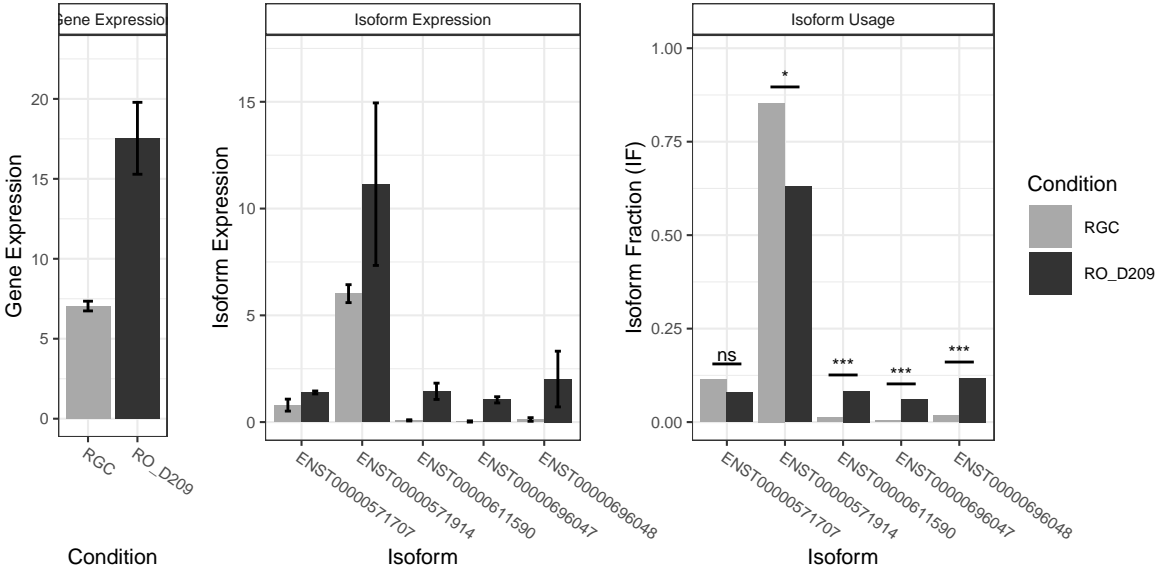 Gene Expression
Gene Expression
20
15
10
5
0
RGC
RO_D209
Condition
Isoform Expression
Isoform Expression
15
10
5
0
ENST00000571707
ENST00000571914
ENST00000611590
ENST00000696047
ENST00000696048
Isoform
Isoform Usage
Isoform Fraction (IF)
1.00
0.75
0.50
0.25
0.00
ns
*
***
***
***
ENST00000571707
ENST00000571914
ENST00000611590
ENST00000696047
ENST00000696048
Isoform
Condition
RGC
RO_D209